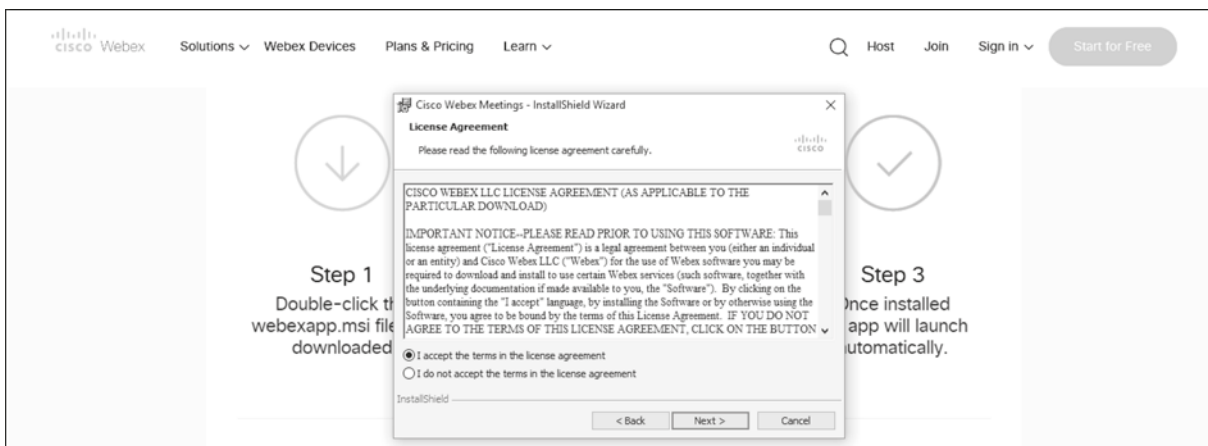 CISCO Webex
Solutions
Webex Devices
Plans & Pricing
Learn
Host
Join
Sign in
Start for Free
Cisco Webex Meetings - InstallShield Wizard
License Agreement
Please read the following license agreement carefully.
CISCO
CISCO WEBEX LLC LICENSE AGREEMENT (AS APPLICABLE TO THE
PARTICULAR DOWNLOAD)
IMPORTANT NOTICE--PLEASE READ PRIOR TO USING THIS SOFTWARE: This
license agreement ("License Agreement") is a legal agreement between you (either an individual
or an entity) and Cisco Webex LLC ("Webex") for the use of Webex software you may be
required to download and install to use certain Webex services (such software, together with
the underlying documentation if made available to you, the "Software"). By clicking on the
button containing the "I accept" language, by installing the Software or by otherwise using the
Software, you agree to be bound by the terms of this License Agreement. IF YOU DO NOT
AGREE TO THE TERMS OF THIS LICENSE AGREEMENT, CLICK ON THE BUTTON
I accept the terms in the license agreement
I do not accept the terms in the license agreement
InstallShield
< Back
Next >
Cancel
Step 1
Double-click
webexapp.msi
downloaded
Step 3
installed
app will launch
automatically.